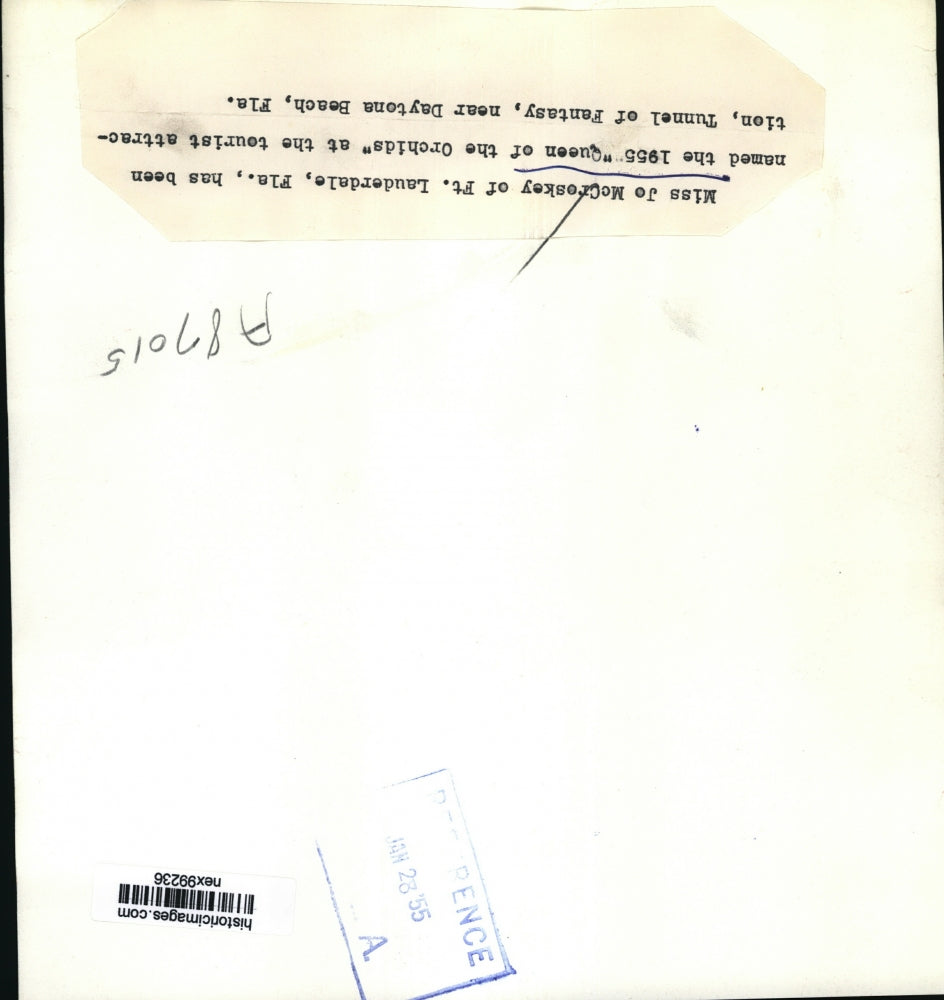 Miss Jo McCroskey of Ft. Lauderdale, Fla., has been
named the 1955 "Queen of the Orchids" at the tourist attrac-
tion, Tunnel of Fantasy, near Daytona Beach, Fla.
A87015
JAN 28 '55
A.
historicimages.com
nex99236